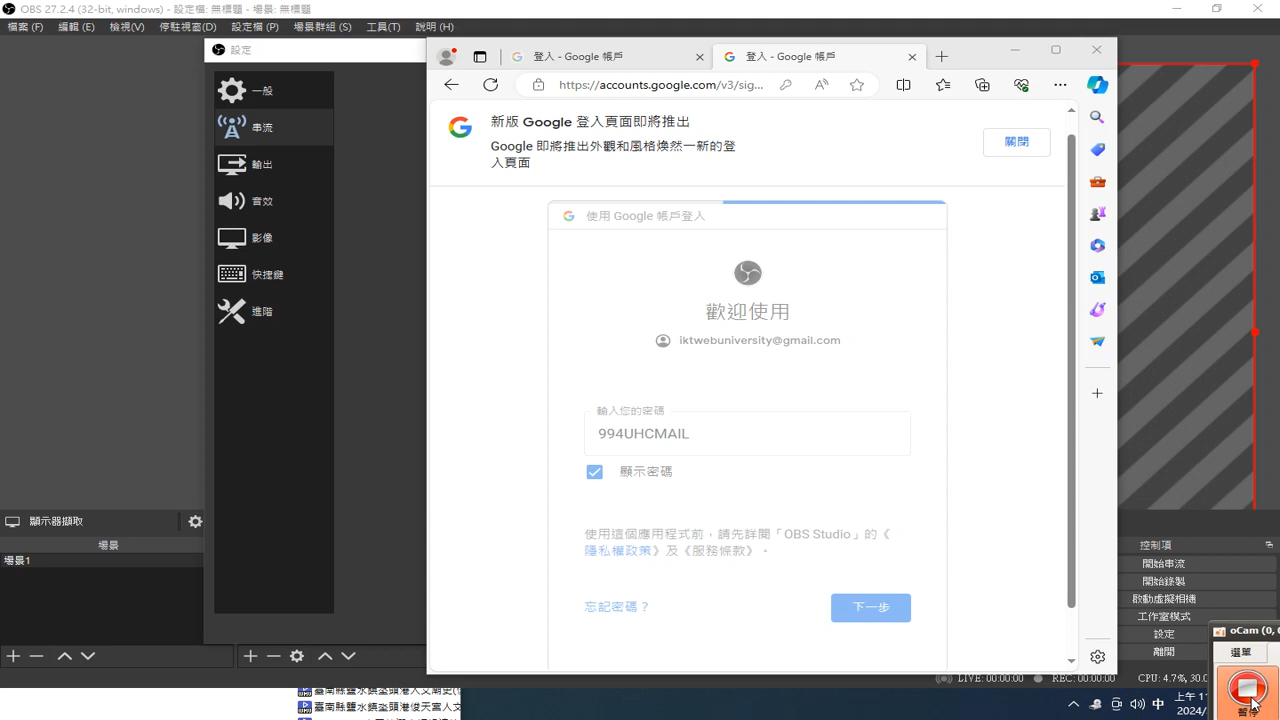 OBS 27.2.4 (32-bit, windows) - 設定檔: 無標題 - 場景: 無標題
檔案 (F) 編輯 (E) 檢視(V) 停駐視窗(D) 設定檔 (P) 場景群組 (S) 工具(T) 說明 (H)
設定
一般
串流
輸出
音效
影像
快捷鍵
進階
登入 - Google 帳戶
登入 - Google 帳戶
https://accounts.google.com/v3/sig...
新版 Google 登入頁面即將推出
Google 即將推出外觀和風格煥然一新的登
入頁面
關閉
使用 Google 帳戶登入
歡迎使用
iktwebuniversity@gmail.com
輸入您的密碼
994UHCMAIL
顯示密碼
使用這個應用程式前，請先詳閱「OBS Studio」的《
隱私權政策》及《服務條款》。
忘記密碼？
下一步
顯示器擷取
場景
場景1
控制項
開始串流
開始錄製
啟動虛擬相機
工作室模式
設定
離開
oCam (0, 0
選單
暫停
LIVE: 00:00:00
REC: 00:00:00
CPU: 4.7%, 30.0
中
上午 1
2024/